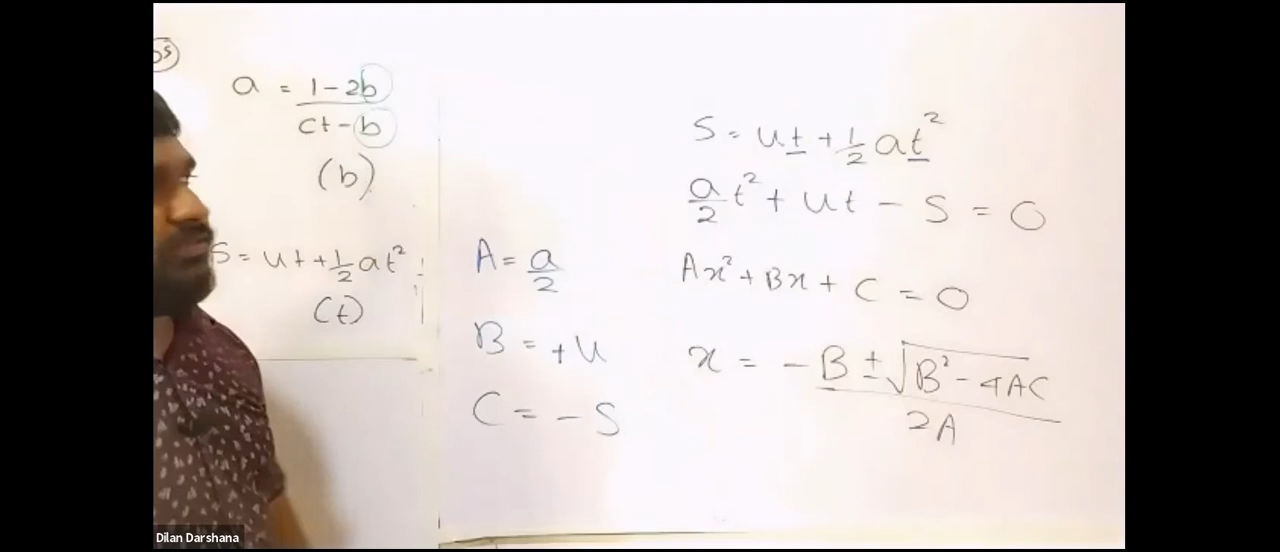 05
a = (1 - 2b)/(ct - b)
(b)
S = ut + 1/2 at²
(t)
A = a/2
B = +u
C = -S
S = ut + 1/2 at²
a/2 t² + ut - S = 0
Ax² + Bx + C = 0
x = (-B ± √(B² - 4AC))/2A
Dilan Darshana